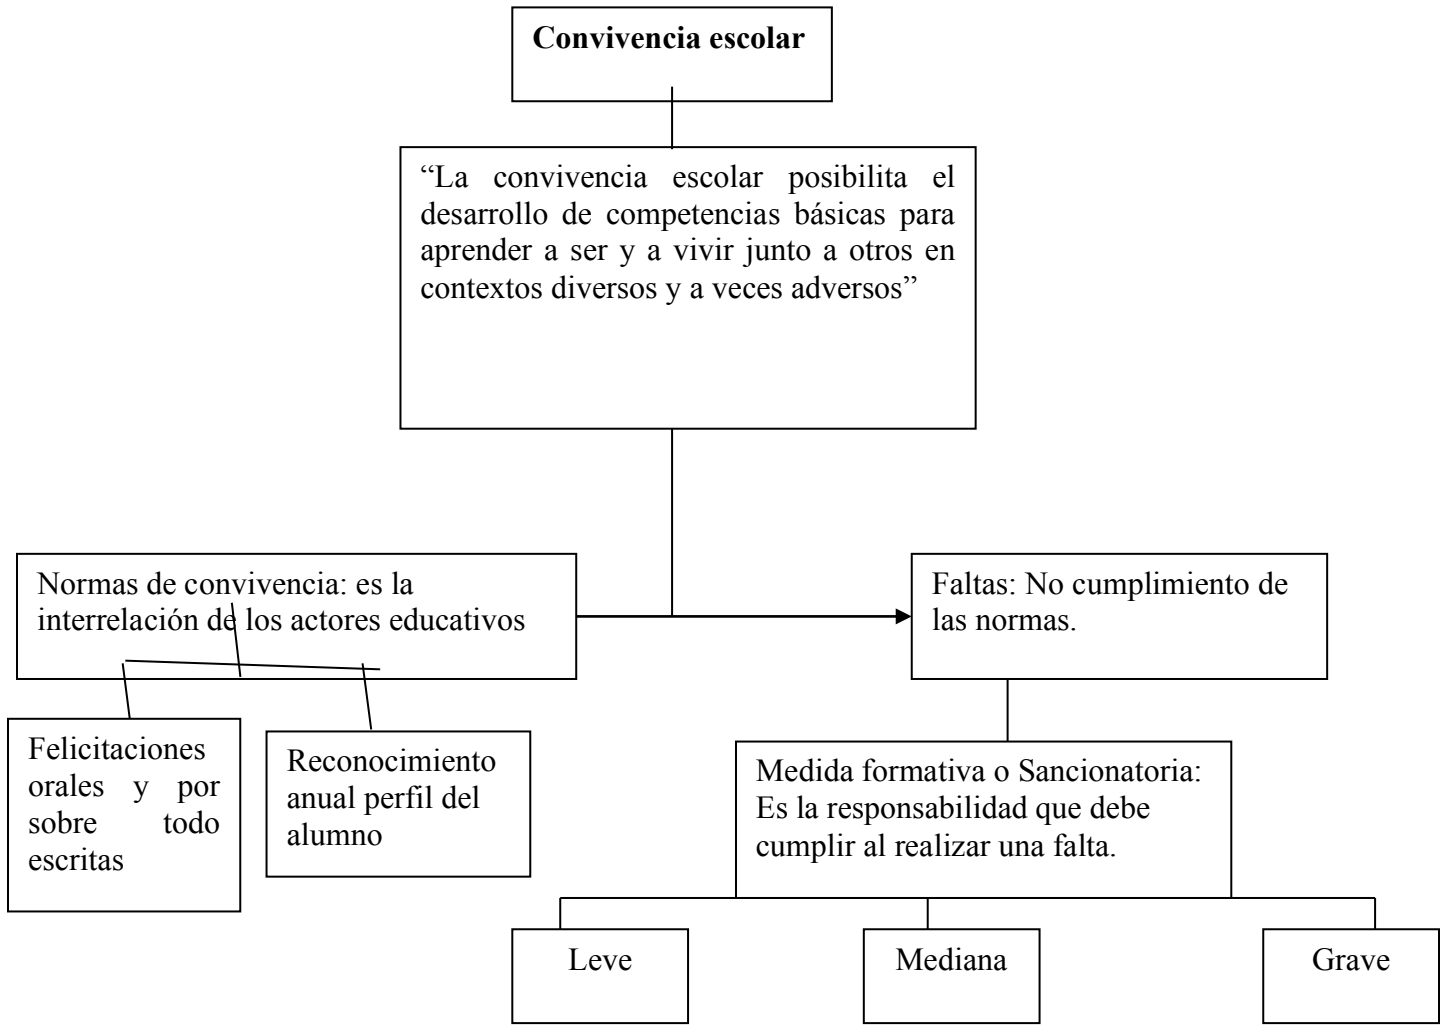 Convivencia escolar
“La convivencia escolar posibilita el
desarrollo de competencias básicas para
aprender a ser y a vivir junto a otros en
contextos diversos y a veces adversos”
Normas de convivencia: es la
interrelación de los actores educativos
Faltas: No cumplimiento de
las normas.
Felicitaciones
orales y por
sobre todo
escritas
Reconocimiento
anual perfil del
alumno
Medida formativa o Sancionatoria:
Es la responsabilidad que debe
cumplir al realizar una falta.
Leve
Mediana
Grave